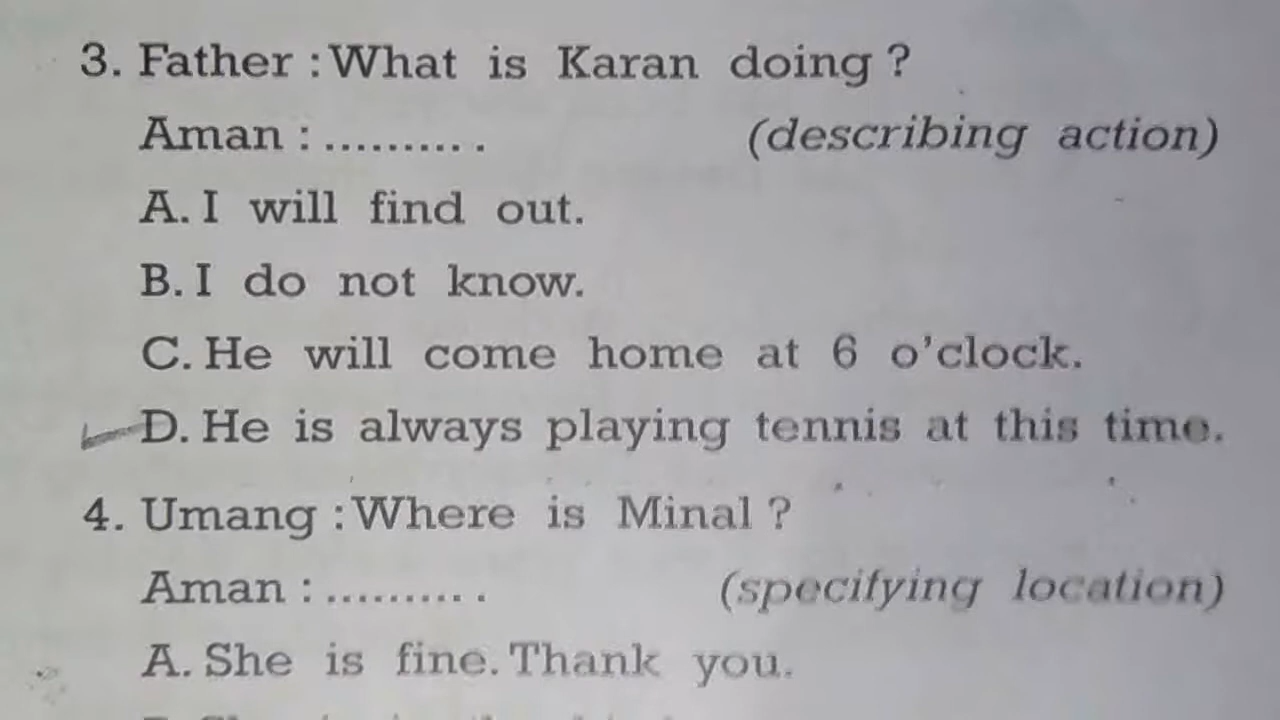 3. Father : What is Karan doing ?
Aman : .......... (describing action)
A. I will find out.
B. I do not know.
C. He will come home at 6 o'clock.
D. He is always playing tennis at this time.
4. Umang : Where is Minal ?
Aman : .......... (specifying location)
A. She is fine. Thank you.